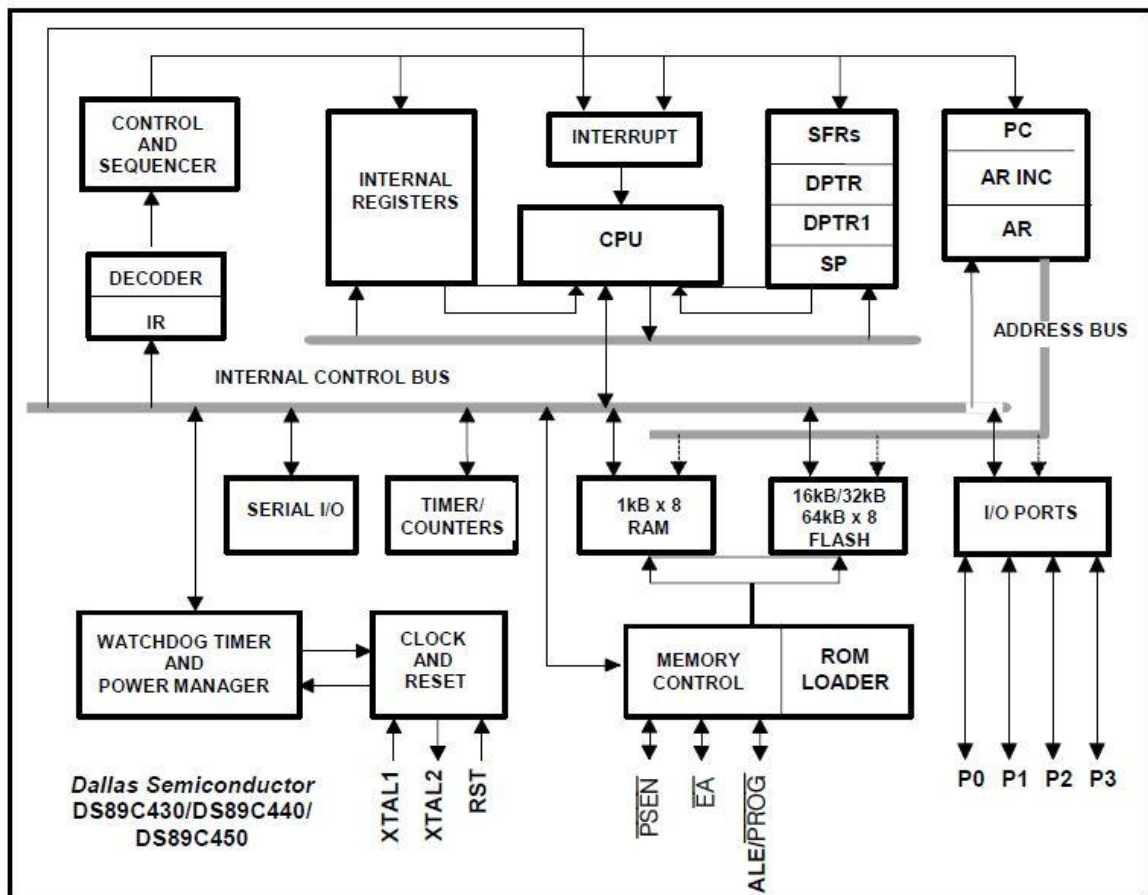 CONTROL
AND
SEQUENCER
INTERNAL
REGISTERS
INTERRUPT
CPU
SFRs
DPTR
DPTR1
SP
PC
AR INC
AR
DECODER
IR
ADDRESS BUS
INTERNAL CONTROL BUS
SERIAL I/O
TIMER/
COUNTERS
1kB x 8
RAM
16kB/32kB
64kB x 8
FLASH
I/O PORTS
WATCHDOG TIMER
AND
POWER MANAGER
CLOCK
AND
RESET
MEMORY
CONTROL
ROM
LOADER
XTAL1
XTAL2
RST
PSEN
EA
ALE/PROG
P0 P1 P2 P3
Dallas Semiconductor
DS89C430/DS89C440/
DS89C450